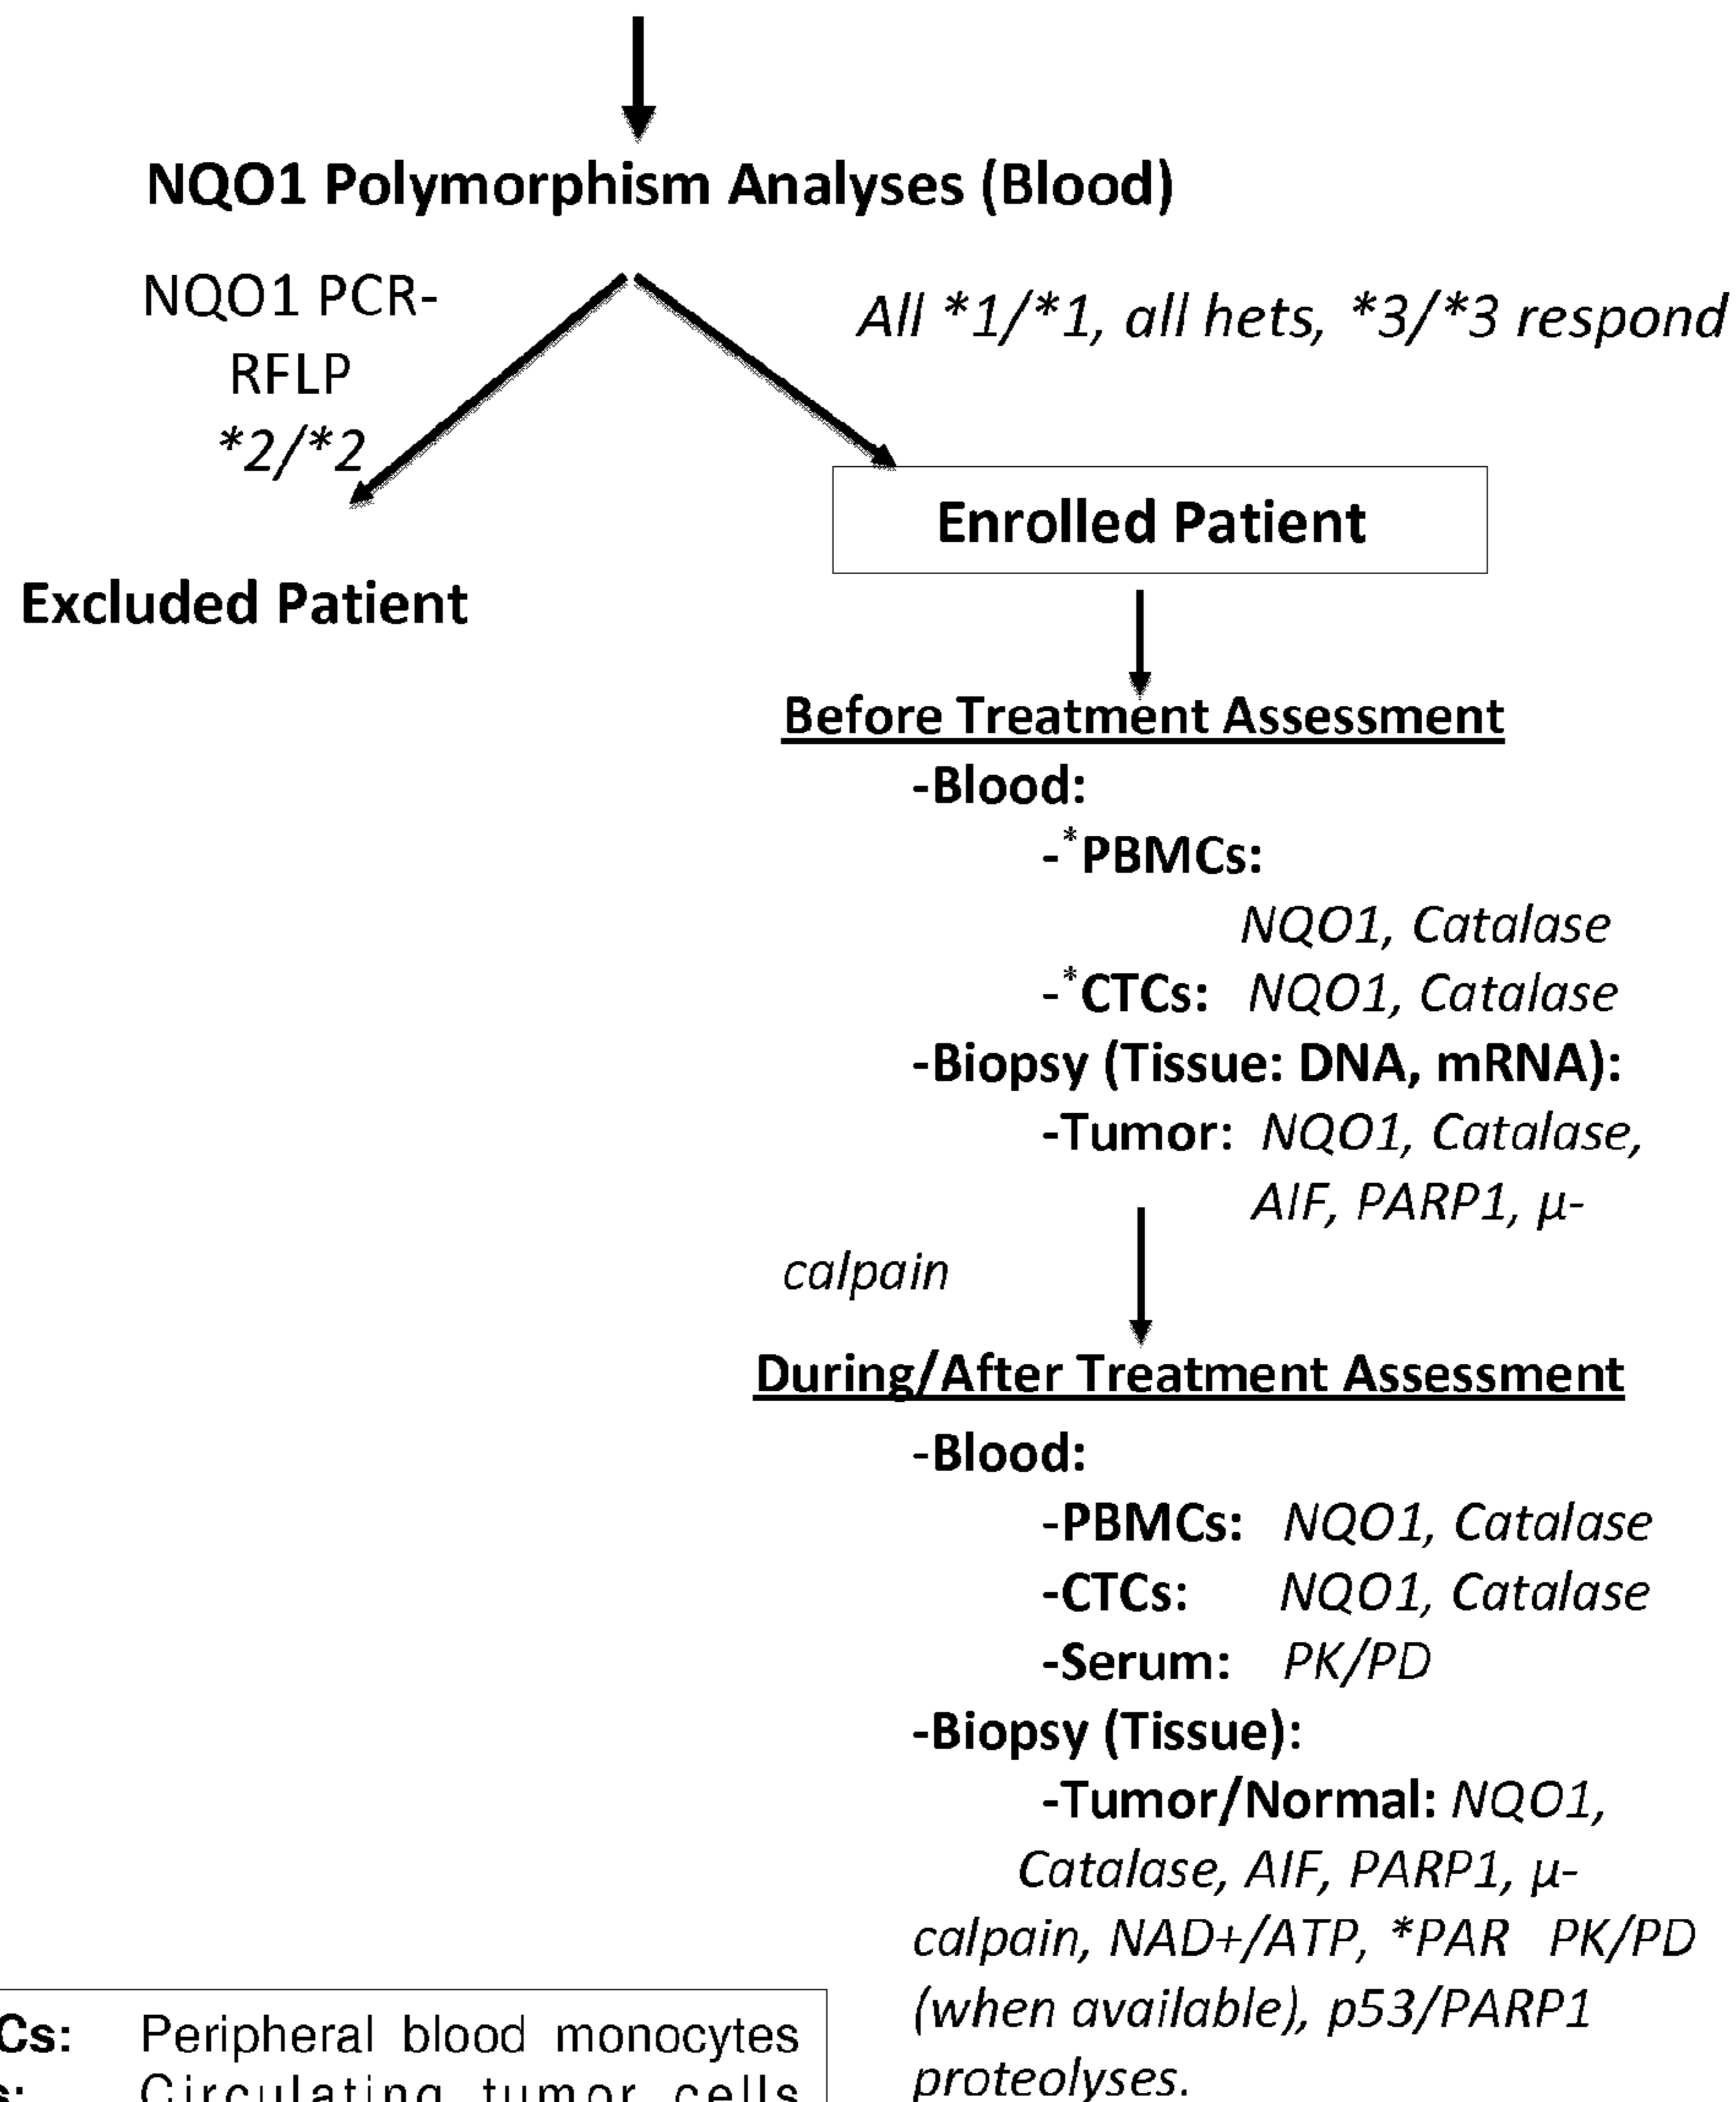 NQO1 Polymorphism Analyses (Blood)
NQO1 PCR-
RFLP
*2/*2
All *1/*1, all hets, *3/*3 respond
Enrolled Patient
Excluded Patient
Before Treatment Assessment
-Blood:
-*PBMCs:
NQO1, Catalase
-*CTCs: NQO1, Catalase
-Biopsy (Tissue: DNA, mRNA):
-Tumor: NQO1, Catalase,
AIF, PARP1, μ-
calpain
During/After Treatment Assessment
-Blood:
-PBMCs: NQO1, Catalase
-CTCs: NQO1, Catalase
-Serum: PK/PD
-Biopsy (Tissue):
-Tumor/Normal: NQO1,
Catalase, AIF, PARP1, μ-
calpain, NAD+/ATP, *PAR PK/PD
(when available), p53/PARP1
proteolyses.
Cs: Peripheral blood monocytes
s: Circulating tumor cells